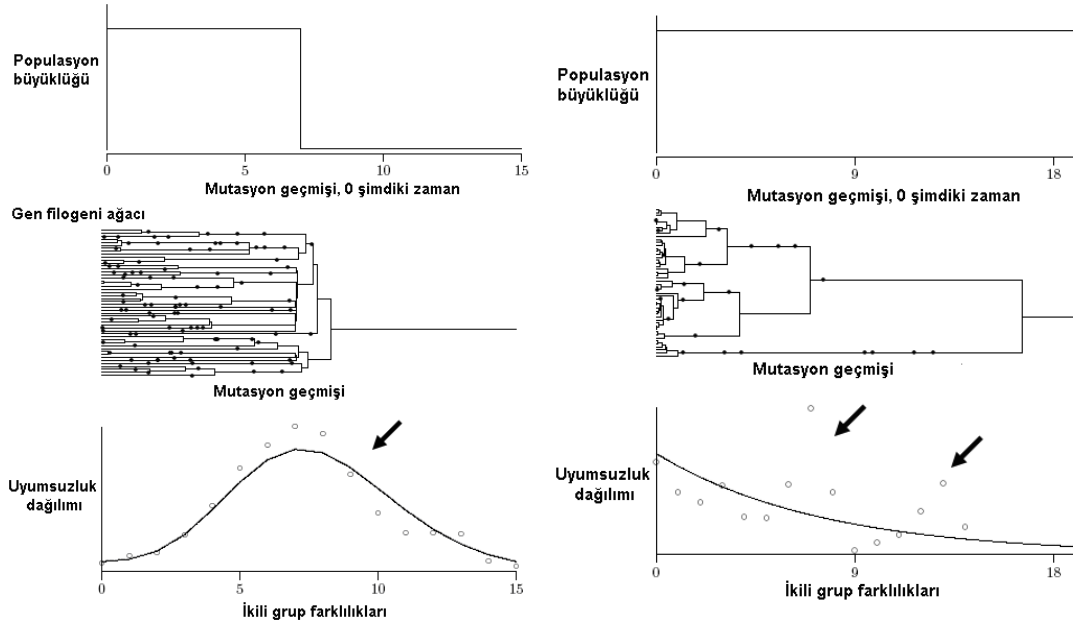 Populasyon
büyüklüğü
0
5
10
15
Mutasyon geçmişi, 0 şimdiki zaman
Gen filogeni ağacı
Mutasyon geçmişi
Uyumsuzluk
dağılımı
0
5
10
15
İkili grup farklılıkları
Populasyon
büyüklüğü
0
9
18
Mutasyon geçmişi, 0 şimdiki zaman
Mutasyon geçmişi
Uyumsuzluk
dağılımı
0
9
18
İkili grup farklılıkları